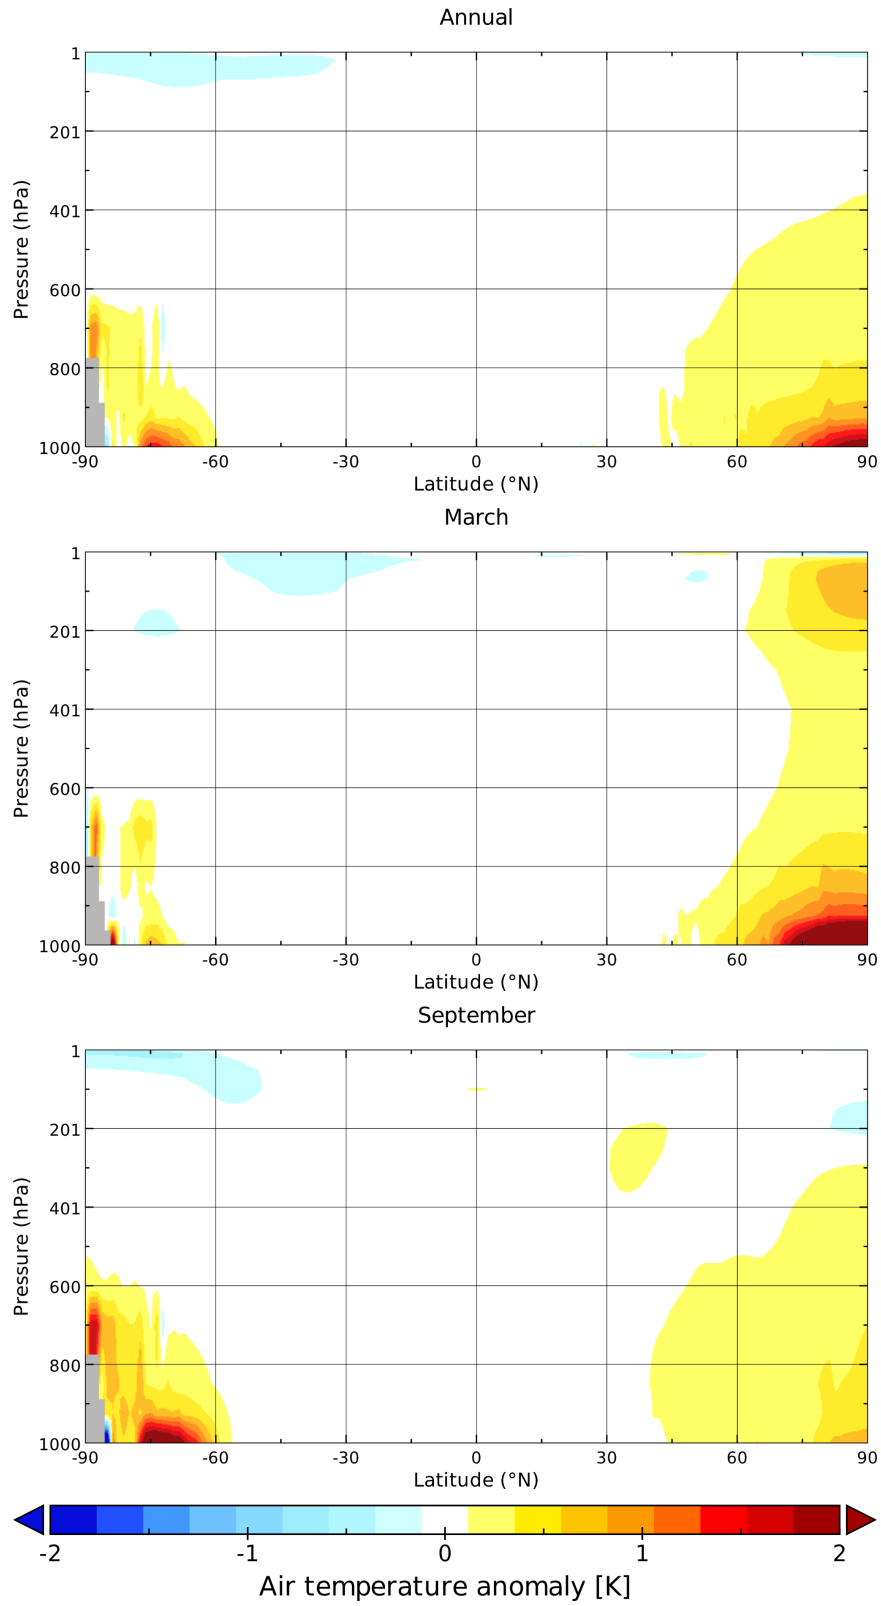 Annual
1
201
401
600
800
1000
Pressure (hPa)
-90 -60 -30 0 30 60 90
Latitude (°N)
March
1
201
401
600
800
1000
Pressure (hPa)
-90 -60 -30 0 30 60 90
Latitude (°N)
September
1
201
401
600
800
1000
Pressure (hPa)
-90 -60 -30 0 30 60 90
Latitude (°N)
-2 -1 0 1 2
Air temperature anomaly [K]